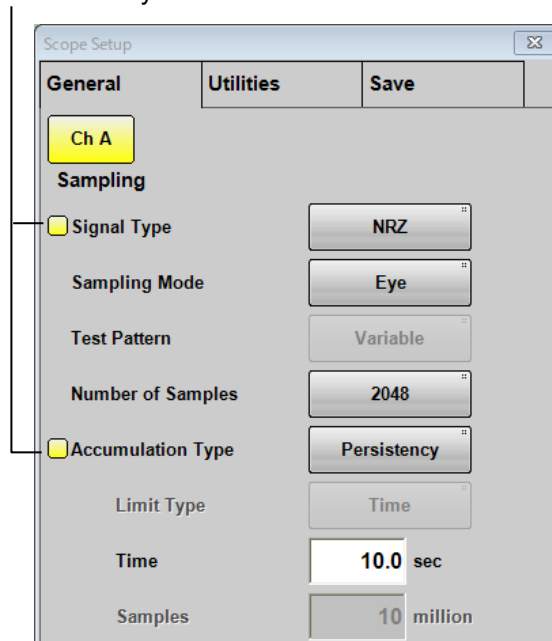 Scope Setup
General Utilities Save
Ch A
Sampling
Signal Type NRZ
Sampling Mode Eye
Test Pattern Variable
Number of Samples 2048
Accumulation Type Persistency
Limit Type Time
Time 10.0 sec
Samples 10 million